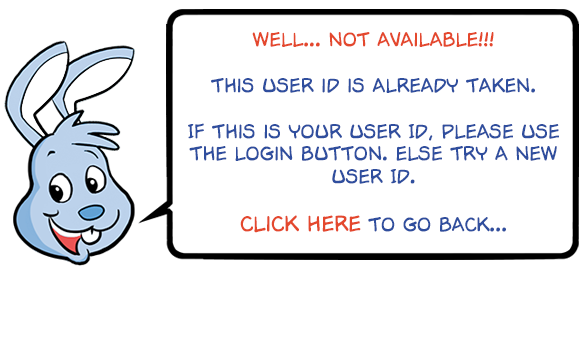 WELL... NOT AVAILABLE!!!
THIS USER ID IS ALREADY TAKEN.
IF THIS IS YOUR USER ID, PLEASE USE
THE LOGIN BUTTON. ELSE TRY A NEW
USER ID.
CLICK HERE TO GO BACK...